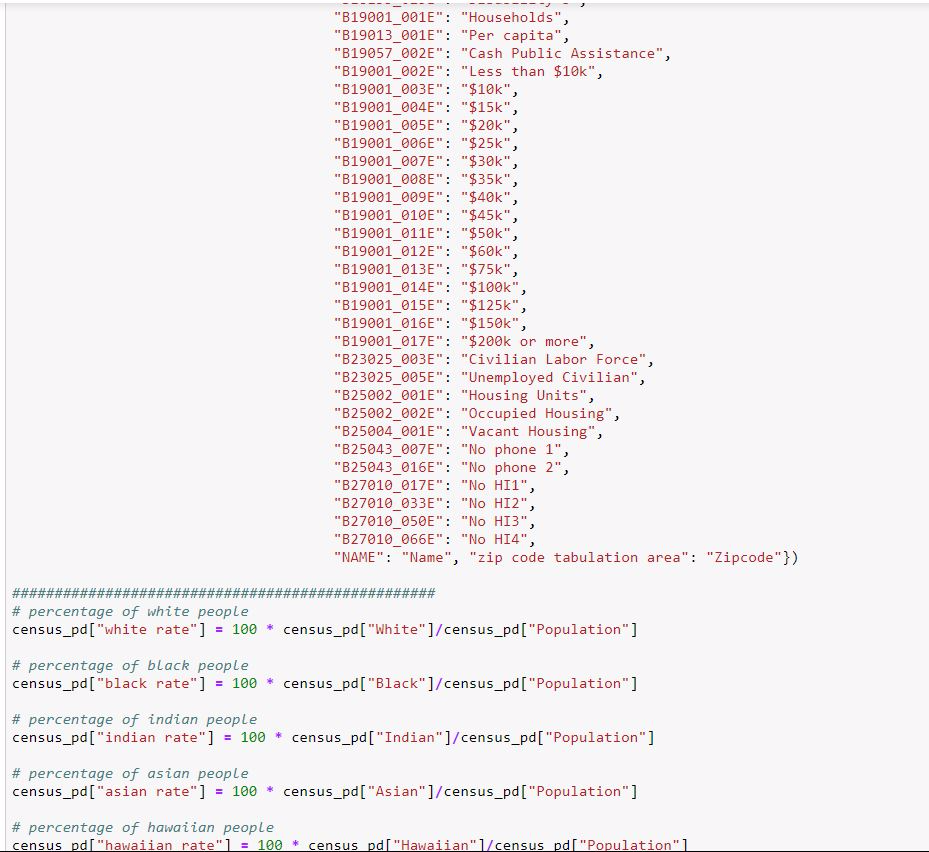 "B19001_001E": "Households",
"B19013_001E": "Per capita",
"B19057_002E": "Cash Public Assistance",
"B19001_002E": "Less than $10k",
"B19001_003E": "$10k",
"B19001_004E": "$15k",
"B19001_005E": "$20k",
"B19001_006E": "$25k",
"B19001_007E": "$30k",
"B19001_008E": "$35k",
"B19001_009E": "$40k",
"B19001_010E": "$45k",
"B19001_011E": "$50k",
"B19001_012E": "$60k",
"B19001_013E": "$75k",
"B19001_014E": "$100k",
"B19001_015E": "$125k",
"B19001_016E": "$150k",
"B19001_017E": "$200k or more",
"B23025_003E": "Civilian Labor Force",
"B23025_005E": "Unemployed Civilian",
"B25002_001E": "Housing Units",
"B25002_002E": "Occupied Housing",
"B25004_001E": "Vacant Housing",
"B25043_007E": "No phone 1",
"B25043_016E": "No phone 2",
"B27010_017E": "No HI1",
"B27010_033E": "No HI2",
"B27010_050E": "No HI3",
"B27010_066E": "No HI4",
"NAME": "Name", "zip code tabulation area": "Zipcode"})
##################################################
# percentage of white people
census_pd["white rate"] = 100 * census_pd["White"]/census_pd["Population"]
# percentage of black people
census_pd["black rate"] = 100 * census_pd["Black"]/census_pd["Population"]
# percentage of indian people
census_pd["indian rate"] = 100 * census_pd["Indian"]/census_pd["Population"]
# percentage of asian people
census_pd["asian rate"] = 100 * census_pd["Asian"]/census_pd["Population"]
# percentage of hawaiian people
census_pd["hawaiian rate"] = 100 * census_pd["Hawaiian"]/census_pd["Population"]